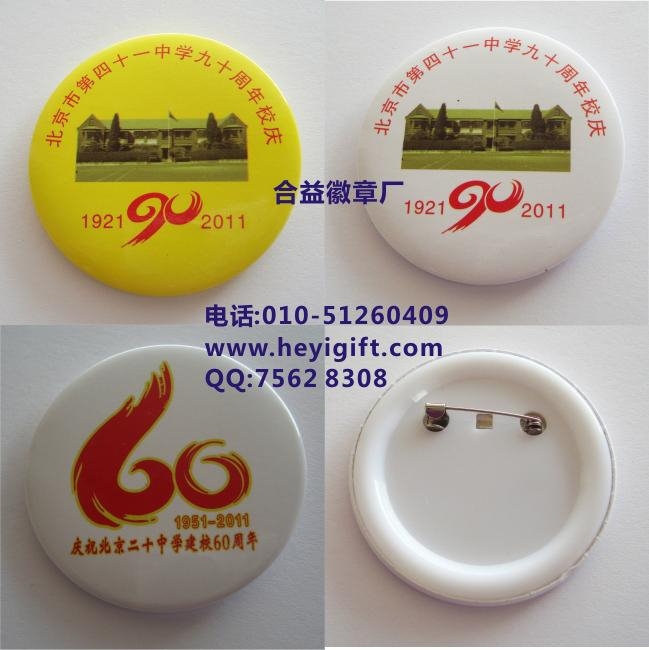 北京市第四十一中学九十周年校庆
1921 90 2011
北京市第四十一中学九十周年校庆
1921 90 2011
合益徽章厂
电话:010-51260409
www.heyigift.com
QQ:75628308
60
1951-2011
庆祝北京二十中学建校60周年